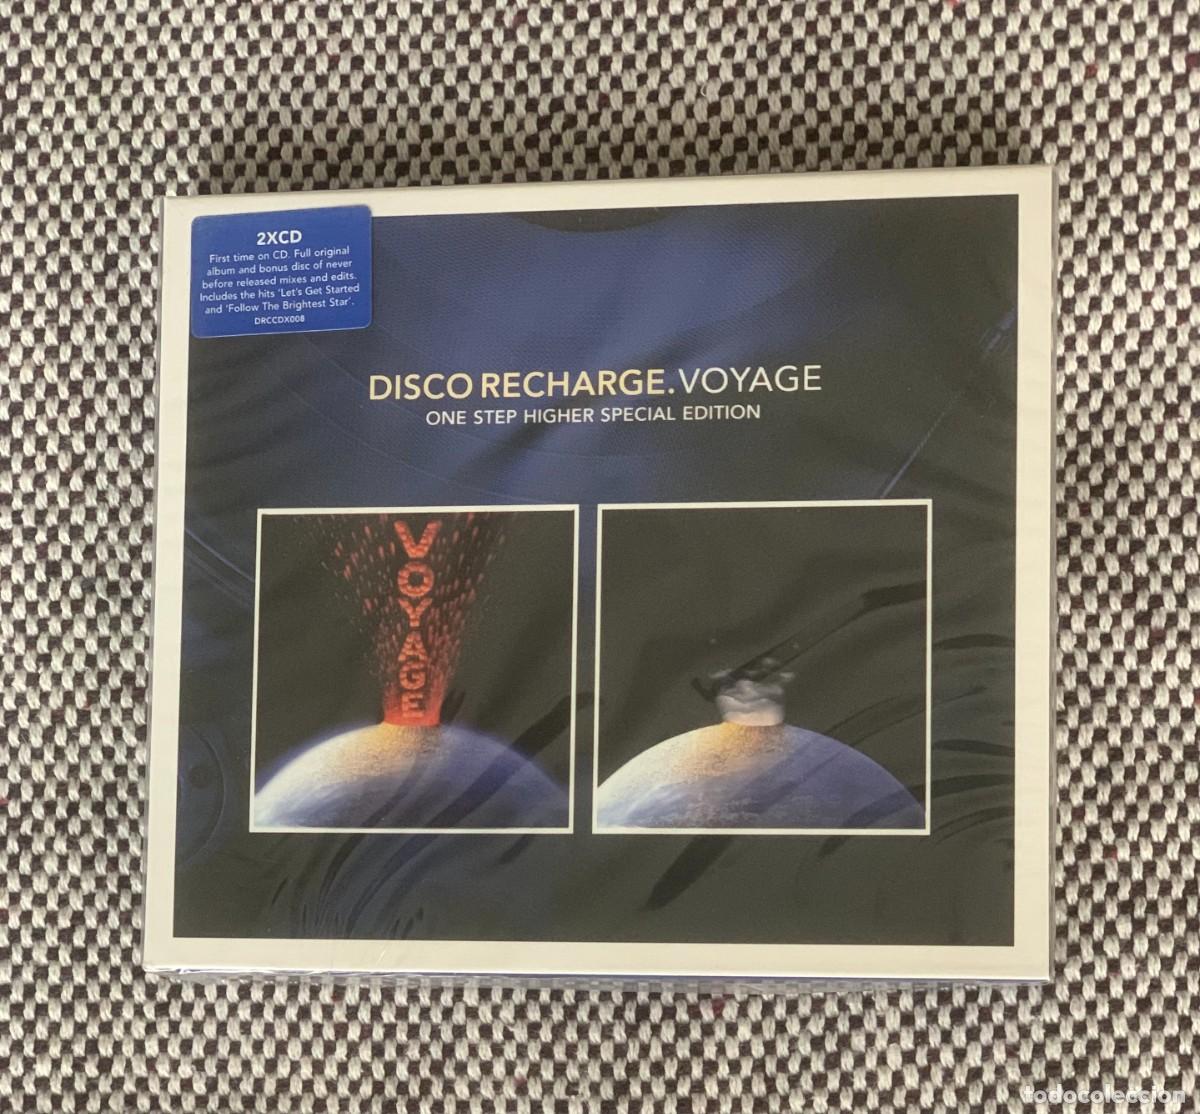 2XCD
First time on CD. Full original
album and bonus disc of never
before released mixes and edits.
Includes the hits 'Let's Get Started
and 'Follow The Brightest Star'.
DRCCDX008
DISCO RECHARGE.VOYAGE
ONE STEP HIGHER SPECIAL EDITION
VOYAGE
todocoleccion